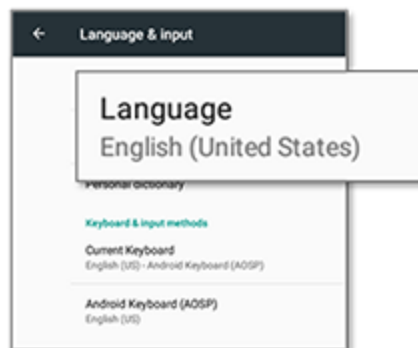 Language & input
Language
English (United States)
Personal dictionary
Keyboard & input methods
Current Keyboard
English (US) - Android Keyboard (AOSP)
Android Keyboard (AOSP)
English (US)